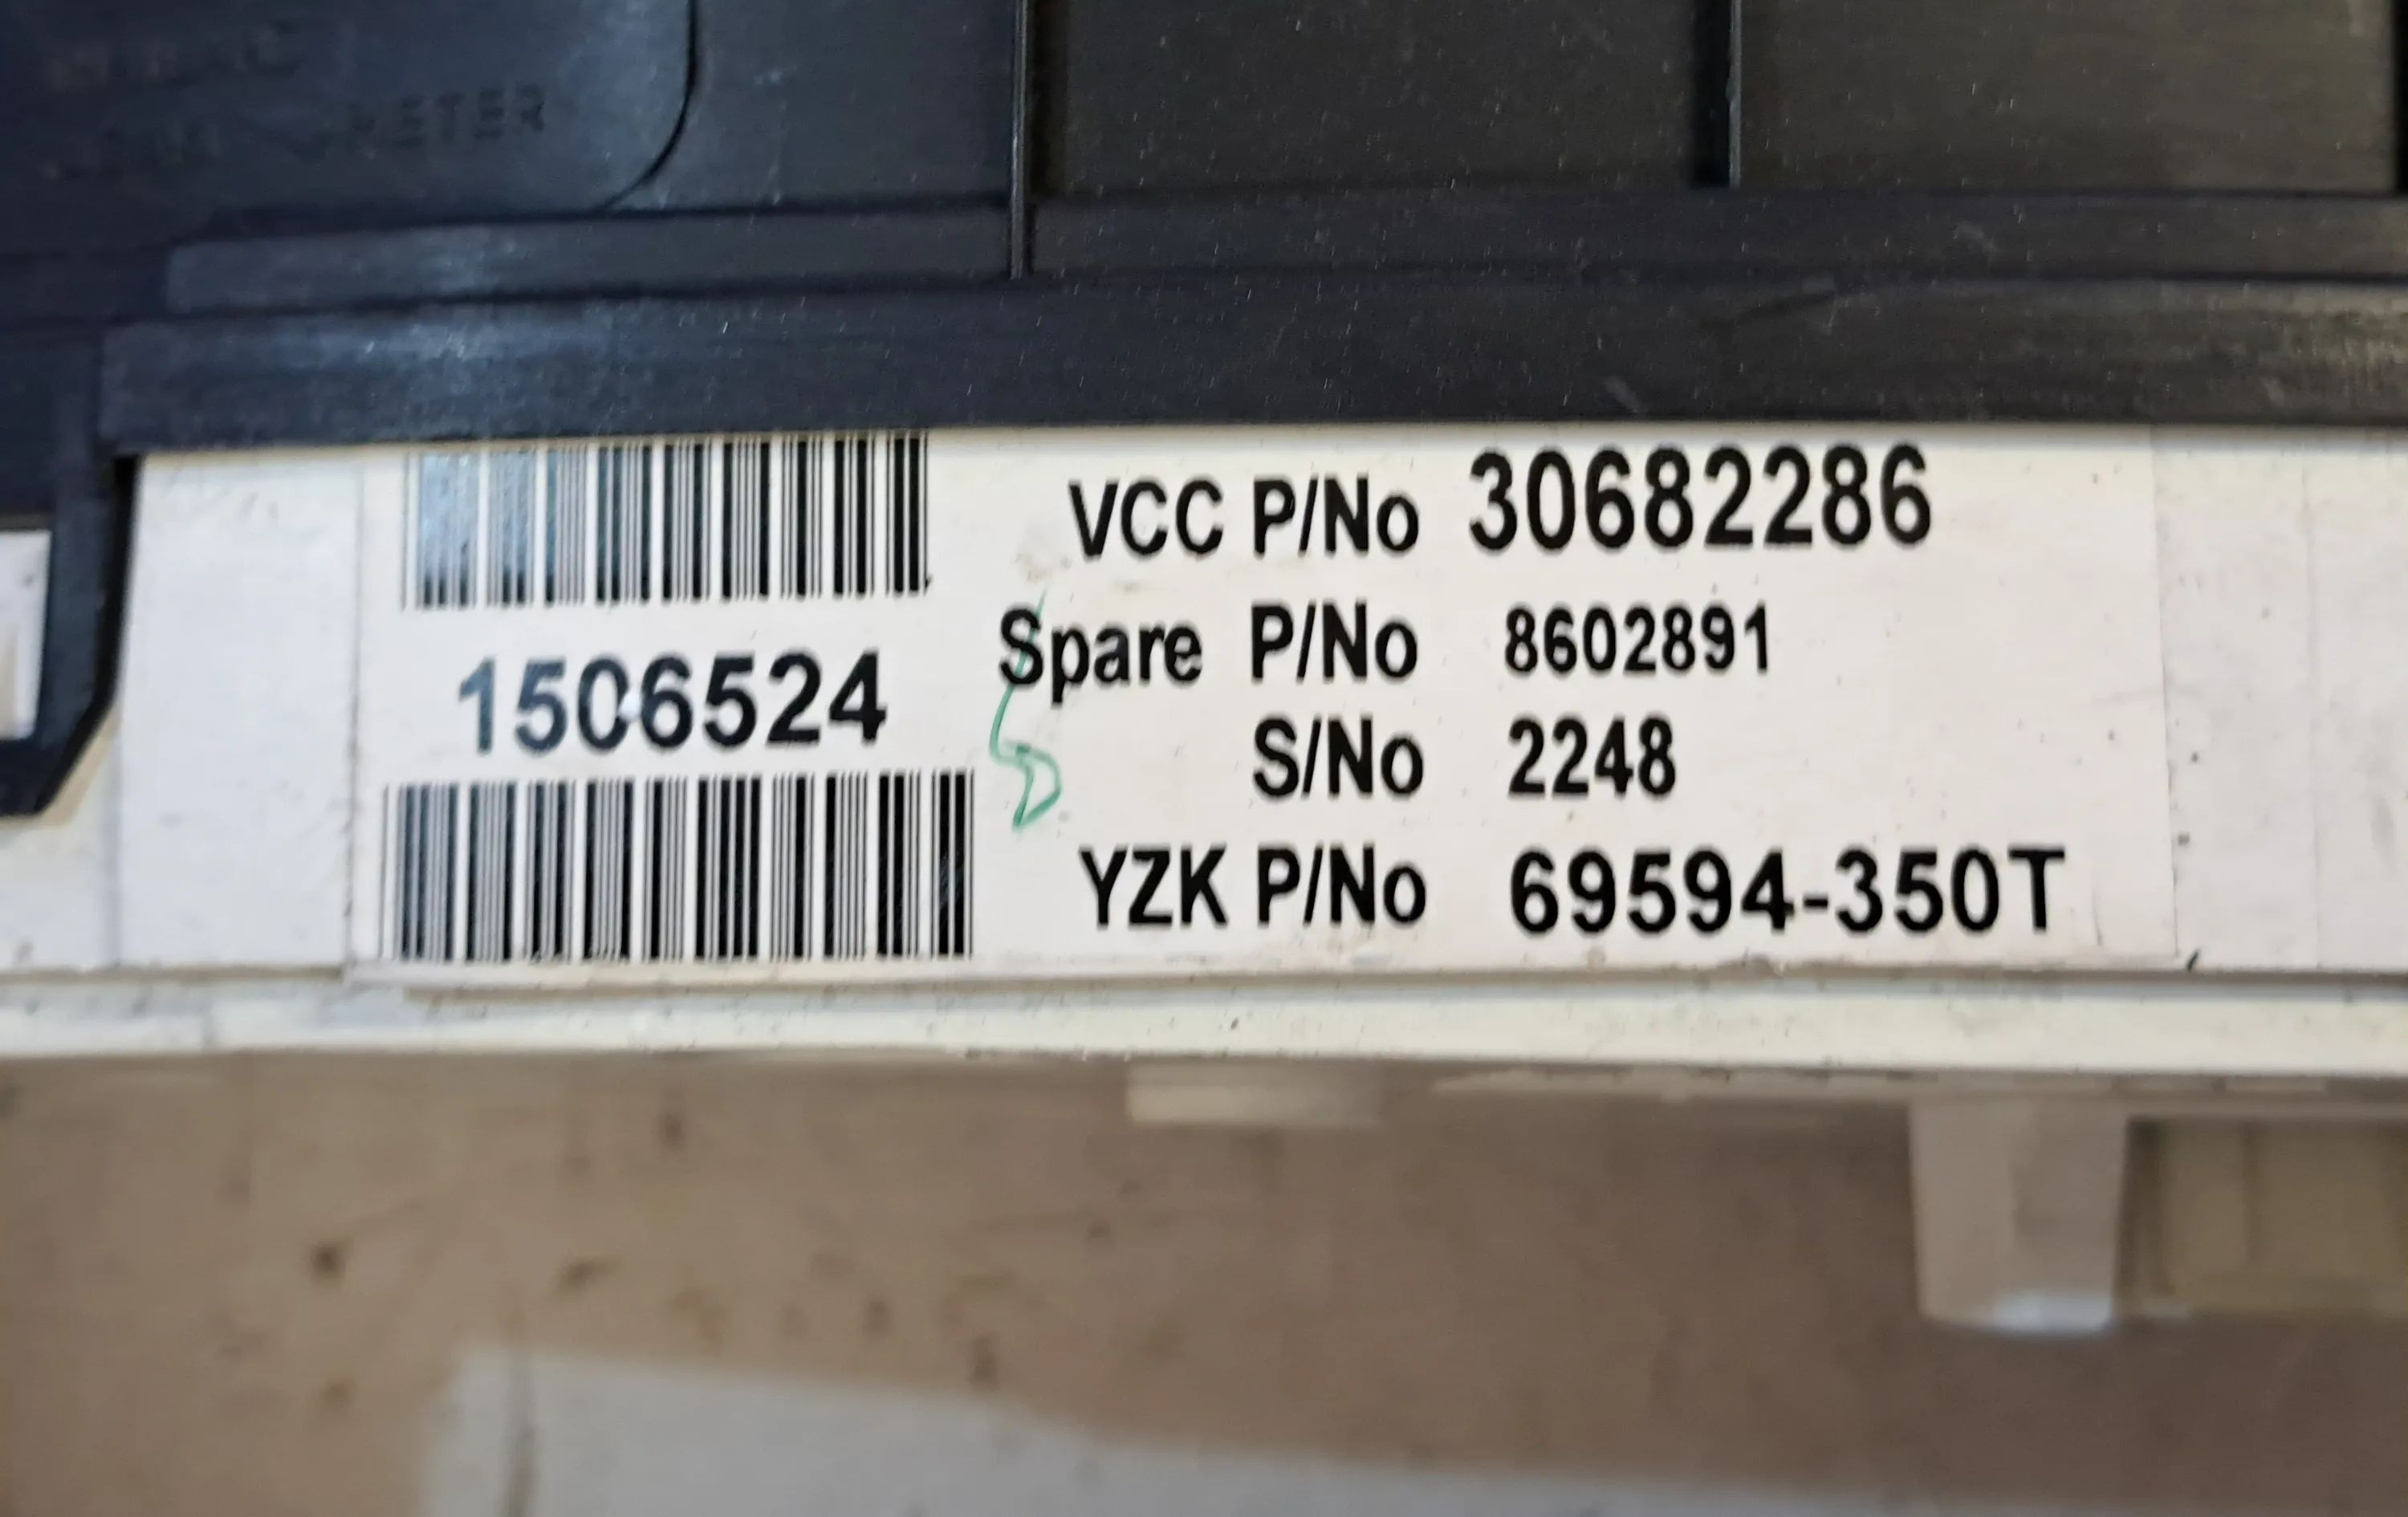 1506524
VCC P/No 30682286
Spare P/No 8602891
S/No 2248
YZK P/No 69594-350T